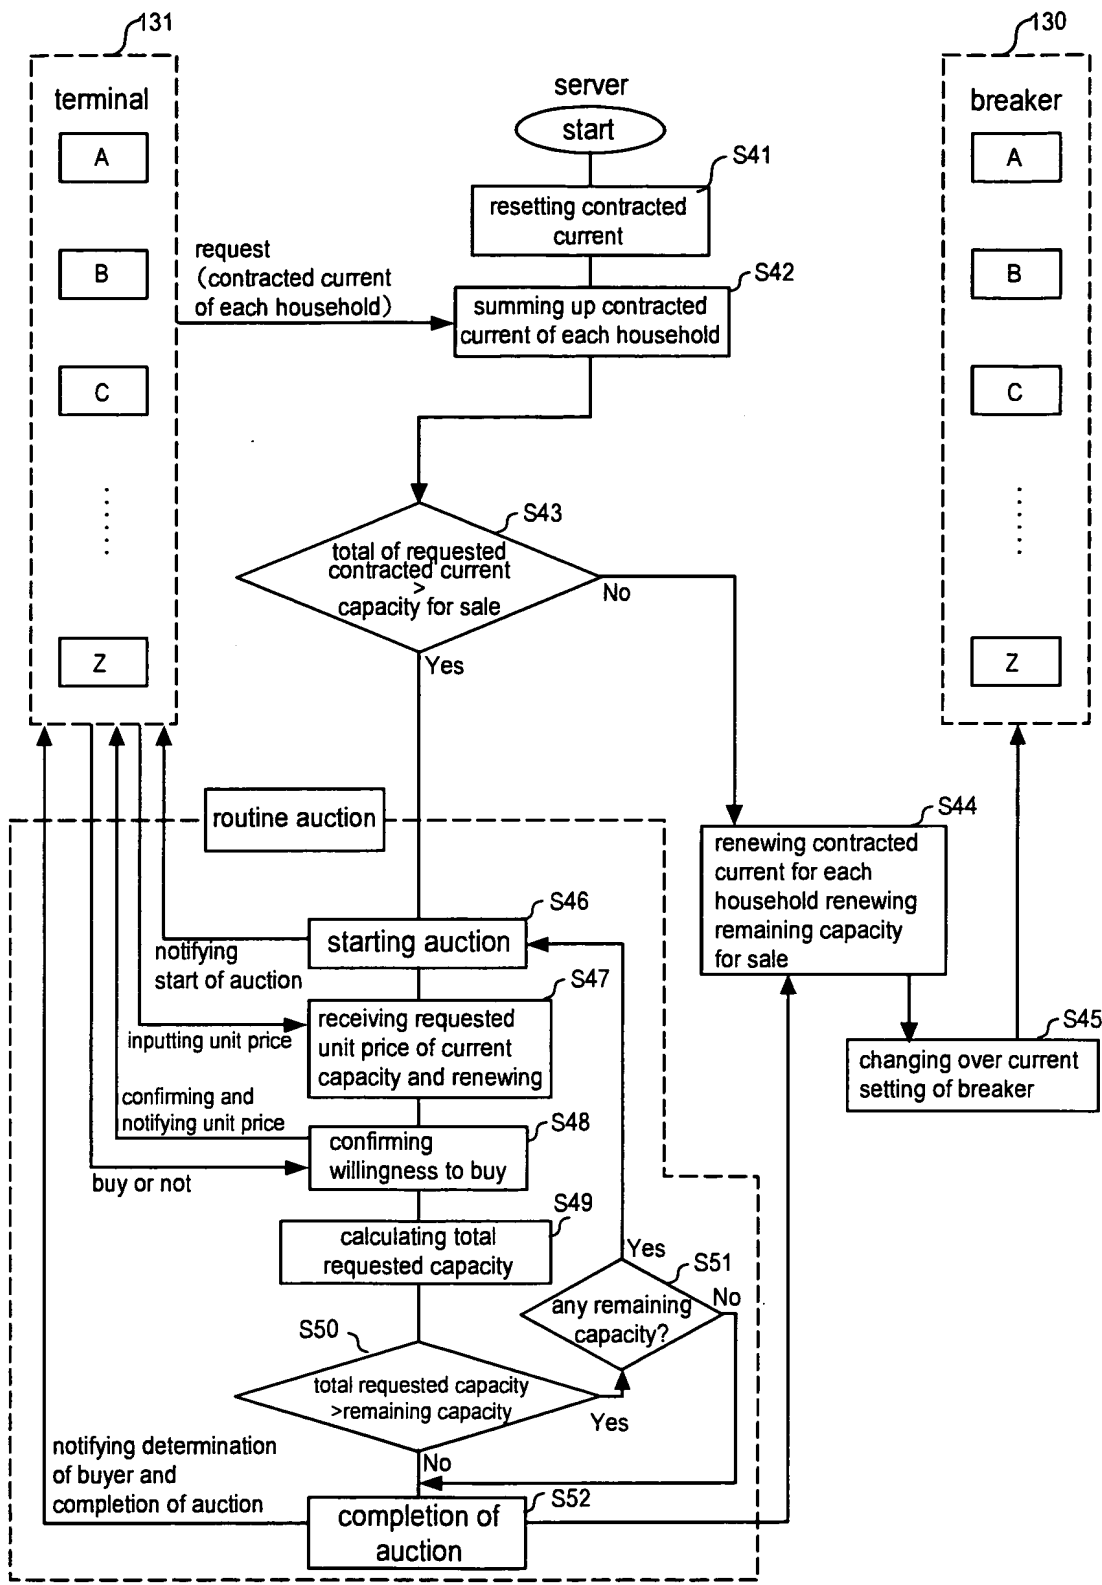 131
130
server
terminal
breaker
start
A
A
S41
resetting contracted
current
request
(contracted current
of each household)
B
B
S42
summing up contracted
current of each household
C
C
S43
total of requested
contracted current
>
capacity for sale
No
Yes
Z
Z
routine auction
S44
renewing contracted
current for each
household renewing
remaining capacity
for sale
S46
starting auction
notifying
start of auction
S47
receiving requested
unit price of current
capacity and renewing
inputting unit price
S45
changing over current
setting of breaker
confirming and
notifying unit price
S48
confirming
willingness to buy
buy or not
S49
calculating total
requested capacity
Yes
S51
any remaining
capacity?
No
S50
total requested capacity
>remaining capacity
Yes
No
notifying determination
of buyer and
completion of auction
S52
completion of
auction